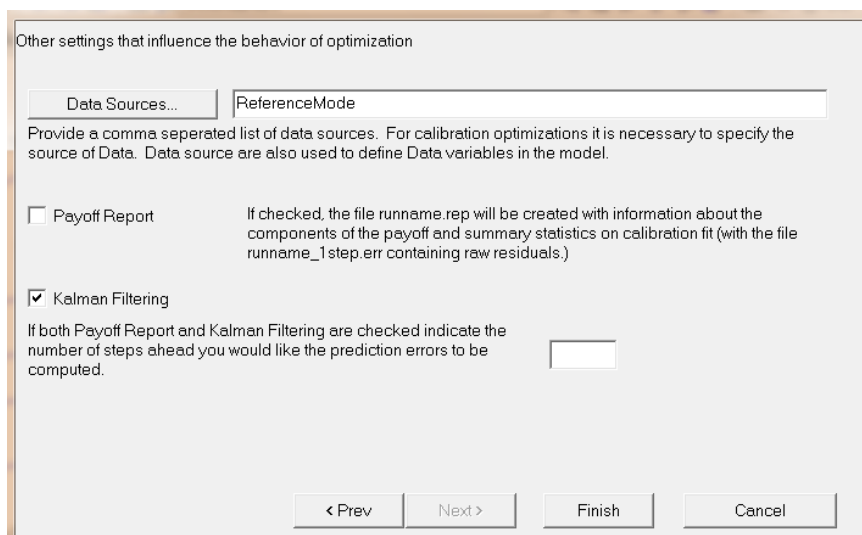 Other settings that influence the behavior of optimization
Data Sources...
ReferenceMode
Provide a comma seperated list of data sources. For calibration optimizations it is necessary to specify the
source of Data. Data source are also used to define Data variables in the model.
Payoff Report
If checked, the file runname.rep will be created with information about the
components of the payoff and summary statistics on calibration fit (with the file
runname_1step.err containing raw residuals.)
Kalman Filtering
If both Payoff Report and Kalman Filtering are checked indicate the
number of steps ahead you would like the prediction errors to be
computed.
< Prev
Next >
Finish
Cancel